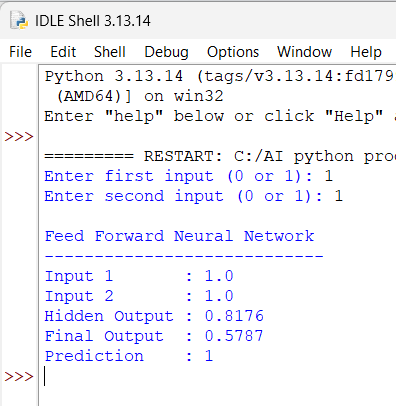 IDLE Shell 3.13.14
File Edit Shell Debug Options Window Help
Python 3.13.14 (tags/v3.13.14:fd179
(AMD64)] on win32
Enter "help" below or click "Help" a
>>>
========= RESTART: C:/AI python pro
Enter first input (0 or 1): 1
Enter second input (0 or 1): 1
Feed Forward Neural Network
----------------------------
Input 1       : 1.0
Input 2       : 1.0
Hidden Output : 0.8176
Final Output  : 0.5787
Prediction    : 1
>>>